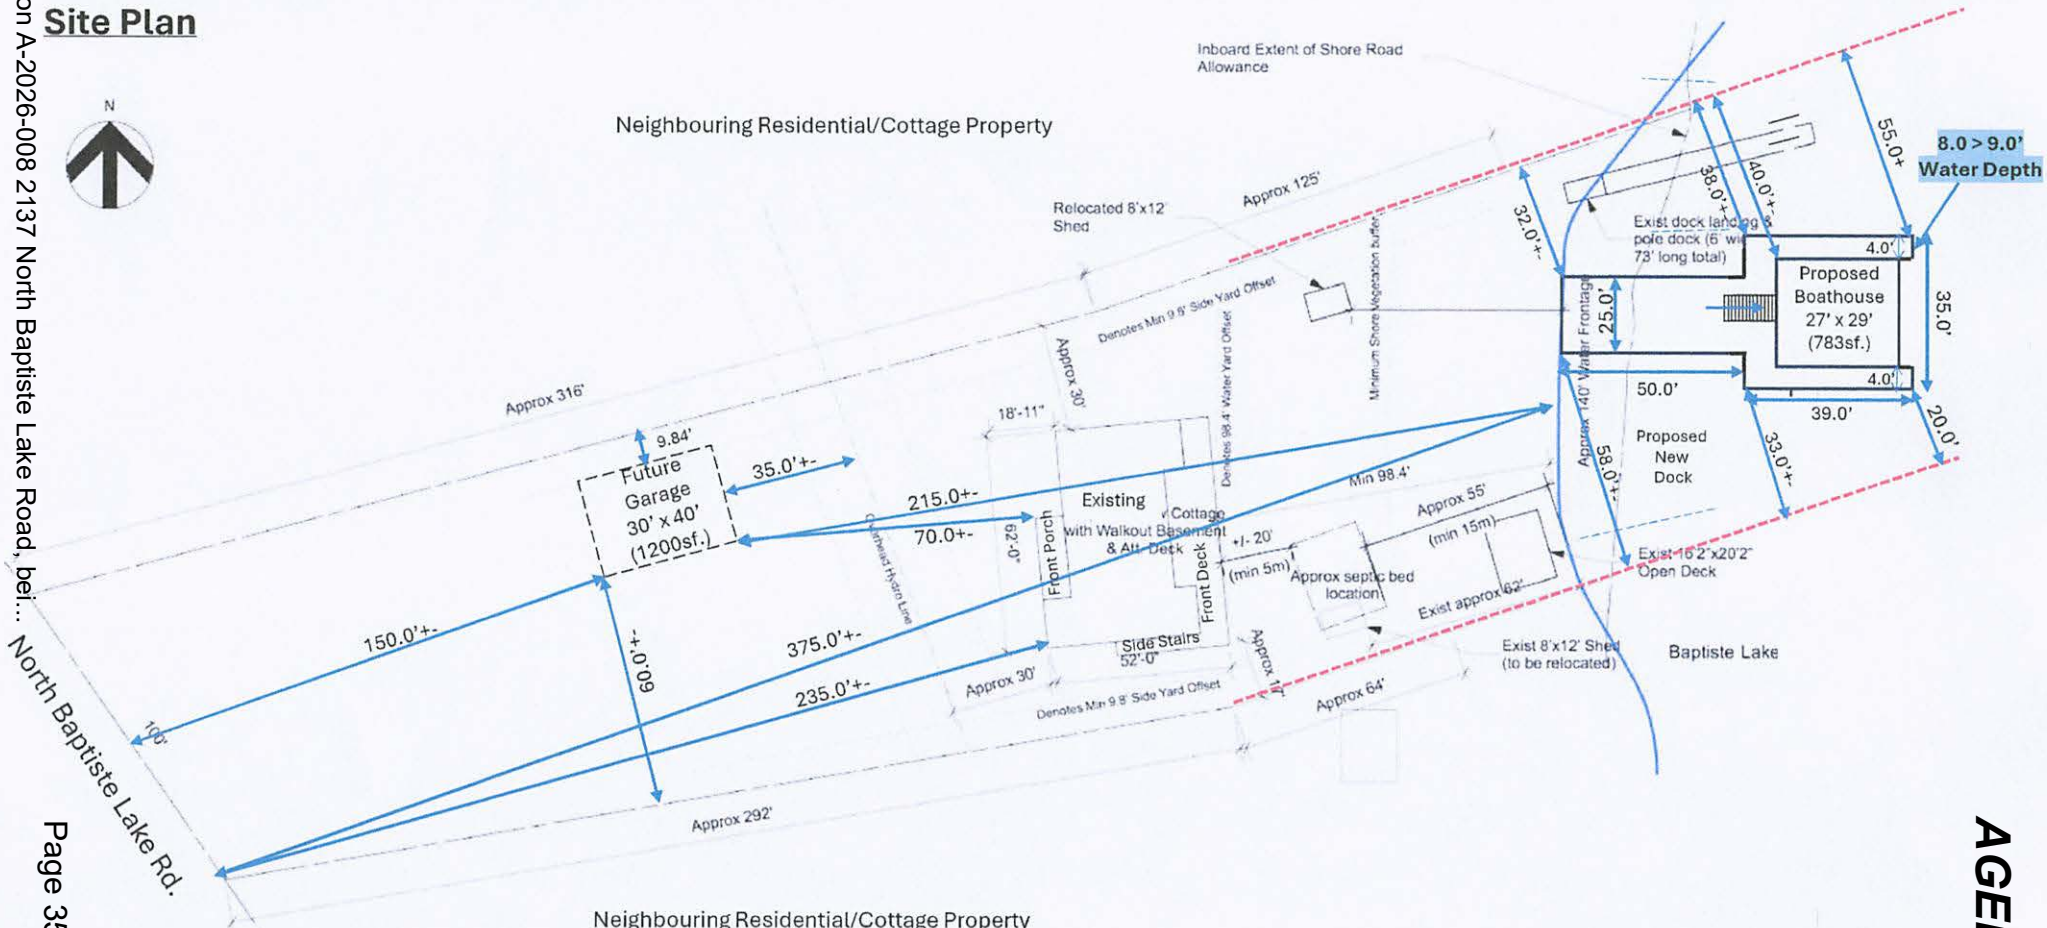 Site Plan
on A-2026-008 2137 North Baptiste Lake Road, bei...
Page 35
N
Neighbouring Residential/Cottage Property
Inboard Extent of Shore Road
Allowance
Relocated 8'x12'
Shed
Approx 125'
Approx 316'
Denotes Min 9.8' Side Yard Offset
Approx 30'
18'-11"
Denotes 98.4' Water Yard Offset
Minimum Shore Vegetation buffer
32.0'+-
38.0'+-
40.0'+-
55.0+
8.0 > 9.0'
Water Depth
Exist dock landing &
pole dock (6' wi
73' long total)
4.0'
Proposed
Boathouse
27' x 29'
(783sf.)
4.0'
35.0'
25.0'
Approx 140' Water Frontage
50.0'
39.0'
20.0'
33.0'+-
58.0'+-
Proposed
New
Dock
9.84'
Future
Garage
30' x 40'
(1200sf.)
35.0'+-
215.0+-
70.0+-
Overhead Hydro Line
62'-0"
Front Porch
Existing
Cottage
with Walkout Basement
& Att. Deck
Front Deck
Side Stairs
52'-0"
+/- 20'
(min 5m)
Approx septic bed
location
Min 98.4'
Approx 55'
(min 15m)
Exist 16'2"x20'2"
Open Deck
Exist approx 62'
Exist 8'x12' Shed
(to be relocated)
Baptiste Lake
150.0'+-
60.0'+-
375.0'+-
235.0'+-
Approx 30'
Denotes Min 9.8' Side Yard Offset
Approx 17'
Approx 64'
Approx 292'
100'
North Baptiste Lake Rd.
Neighbouring Residential/Cottage Property
AGE